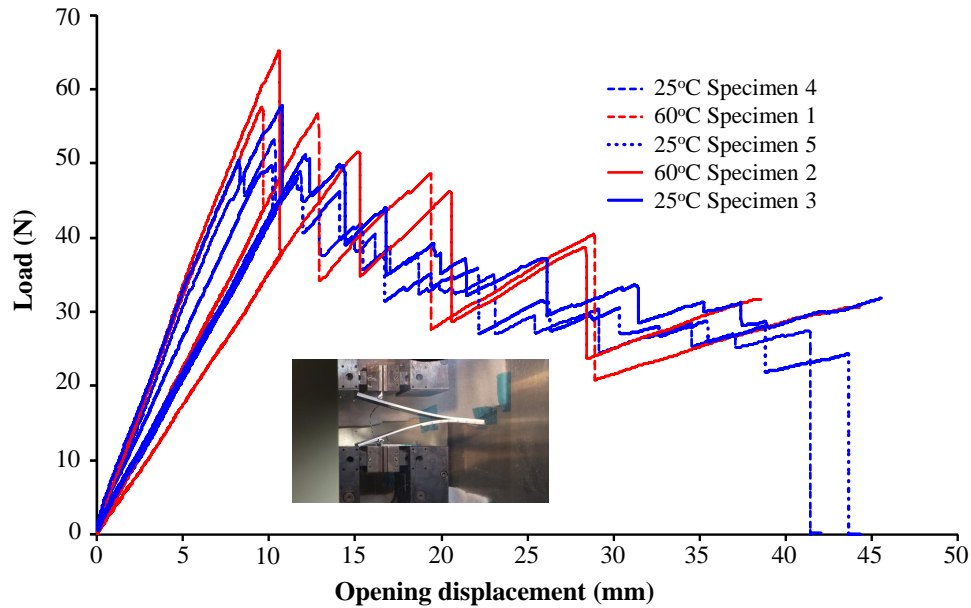 70
60
50
40
30
20
10
0
Load (N)
25°C Specimen 4
60°C Specimen 1
25°C Specimen 5
60°C Specimen 2
25°C Specimen 3
0 5 10 15 20 25 30 35 40 45 50
Opening displacement (mm)